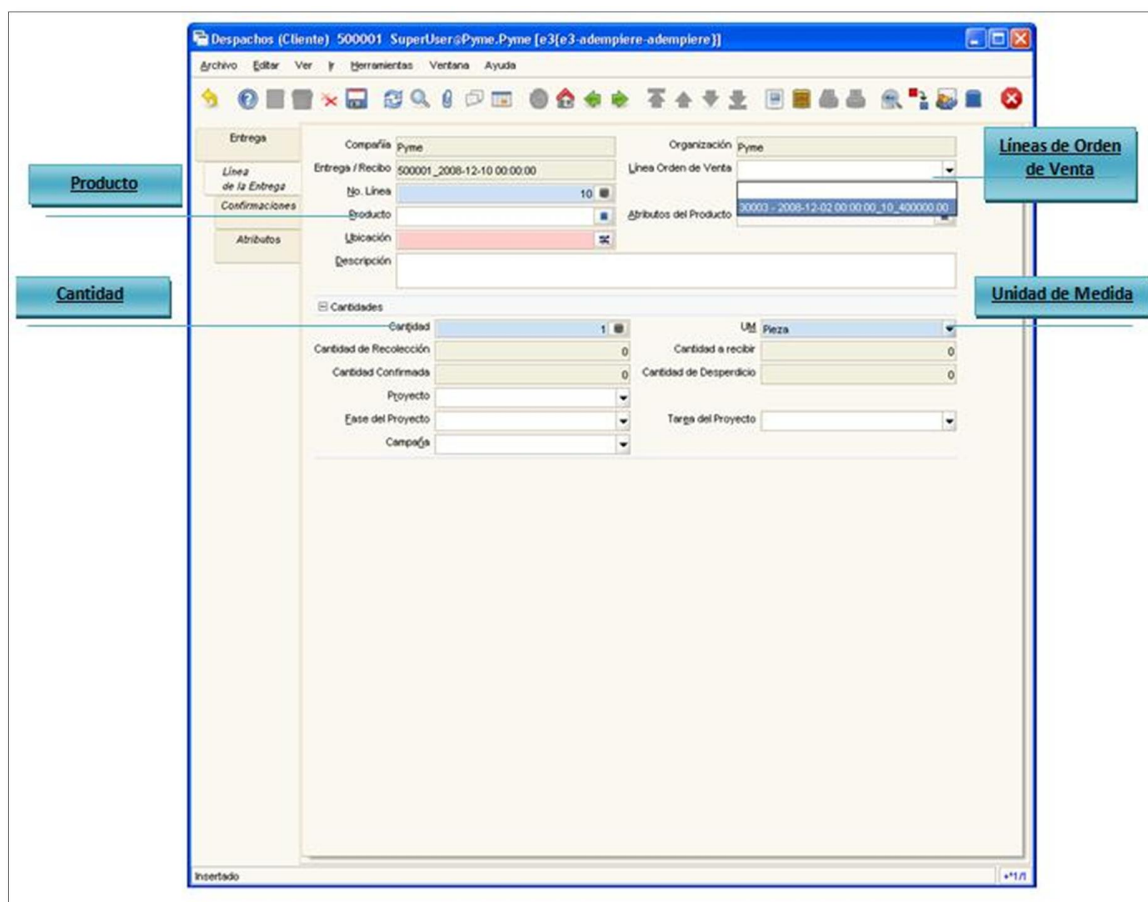 Despachos (Cliente) 500001 SuperUser@Pyme.Pyme [e3{e3-adempiere-adempiere}]
Archivo Editar Ver Ir Herramientas Ventana Ayuda
Entrega
Línea
de la Entrega
Confirmaciones
Atributos
Compañía Pyme
Organización Pyme
Entrega / Recibo 500001_2008-12-10 00:00:00
Línea Orden de Venta
No. Línea 10
30003 - 2008-12-02 00:00:00_10_400000.00
Producto
Atributos del Producto
Ubicación
Descripción
Cantidades
Cantidad 1
UM Pieza
Cantidad de Recolección 0
Cantidad a recibir 0
Cantidad Confirmada 0
Cantidad de Desperdicio 0
Proyecto
Fase del Proyecto
Tarea del Proyecto
Campaña
Insertado
+*1/1
Producto
Cantidad
Líneas de Orden
de Venta
Unidad de Medida